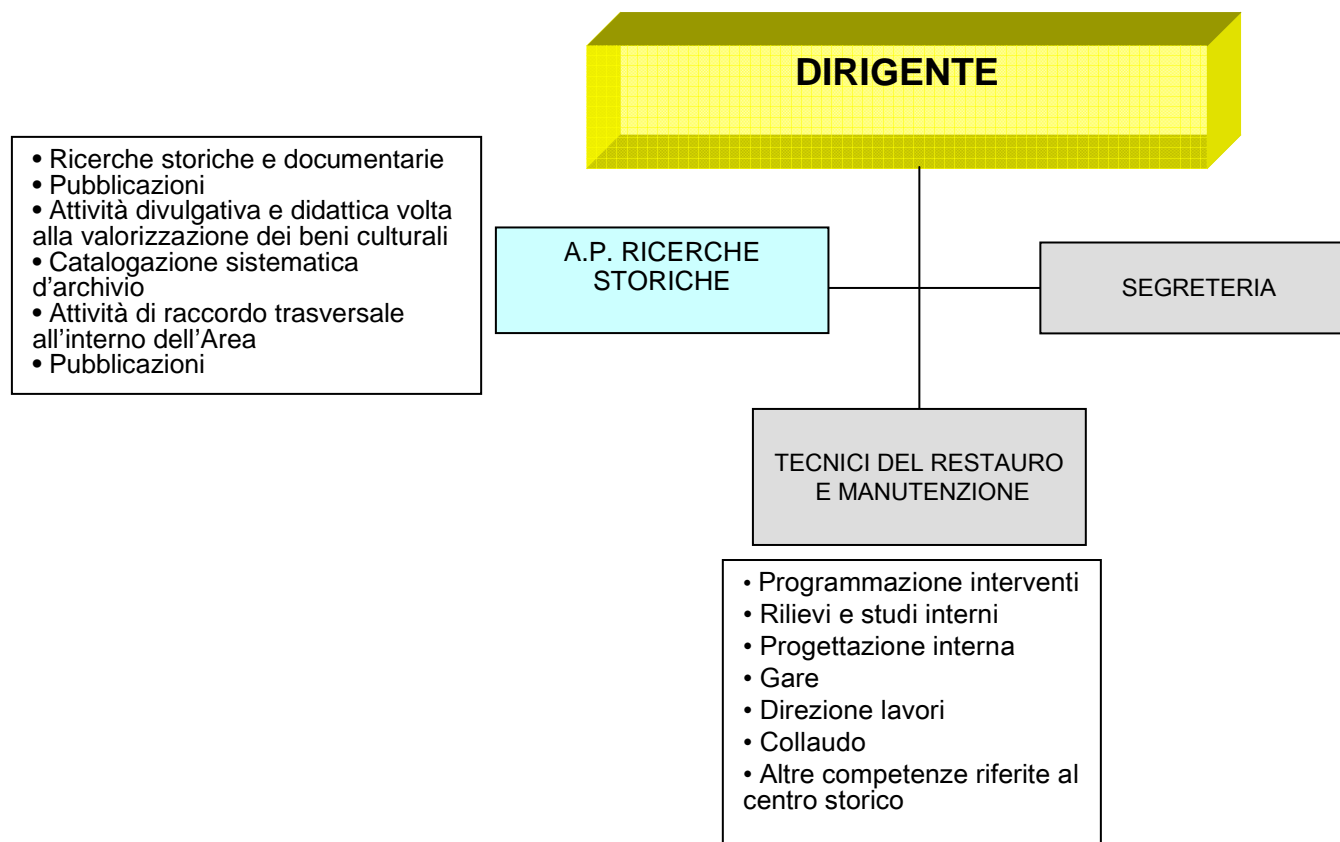 DIRIGENTE
• Ricerche storiche e documentarie
• Pubblicazioni
• Attività divulgativa e didattica volta
alla valorizzazione dei beni culturali
• Catalogazione sistematica
d’archivio
• Attività di raccordo trasversale
all’interno dell’Area
• Pubblicazioni
A.P. RICERCHE
STORICHE
SEGRETERIA
TECNICI DEL RESTAURO
E MANUTENZIONE
• Programmazione interventi
• Rilievi e studi interni
• Progettazione interna
• Gare
• Direzione lavori
• Collaudo
• Altre competenze riferite al
centro storico